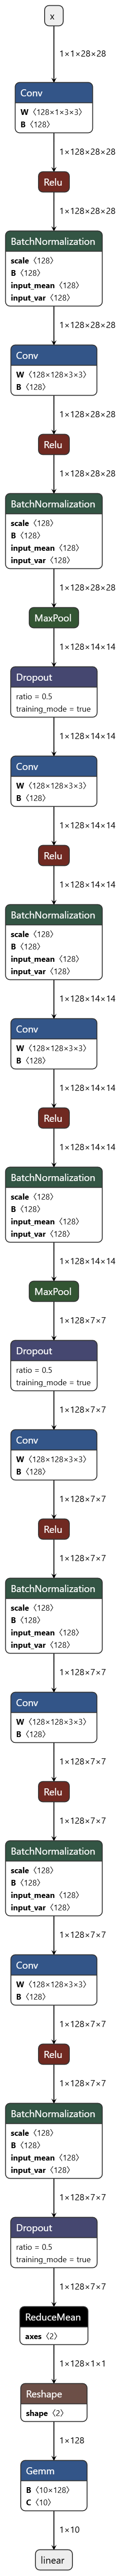 x
1×1×28×28
Conv
W ⟨128×1×3×3⟩
B ⟨128⟩
1×128×28×28
Relu
1×128×28×28
BatchNormalization
scale ⟨128⟩
B ⟨128⟩
input_mean ⟨128⟩
input_var ⟨128⟩
1×128×28×28
Conv
W ⟨128×128×3×3⟩
B ⟨128⟩
1×128×28×28
Relu
1×128×28×28
BatchNormalization
scale ⟨128⟩
B ⟨128⟩
input_mean ⟨128⟩
input_var ⟨128⟩
1×128×28×28
MaxPool
1×128×14×14
Dropout
ratio = 0.5
training_mode = true
1×128×14×14
Conv
W ⟨128×128×3×3⟩
B ⟨128⟩
1×128×14×14
Relu
1×128×14×14
BatchNormalization
scale ⟨128⟩
B ⟨128⟩
input_mean ⟨128⟩
input_var ⟨128⟩
1×128×14×14
Conv
W ⟨128×128×3×3⟩
B ⟨128⟩
1×128×14×14
Relu
1×128×14×14
BatchNormalization
scale ⟨128⟩
B ⟨128⟩
input_mean ⟨128⟩
input_var ⟨128⟩
1×128×14×14
MaxPool
1×128×7×7
Dropout
ratio = 0.5
training_mode = true
1×128×7×7
Conv
W ⟨128×128×3×3⟩
B ⟨128⟩
1×128×7×7
Relu
1×128×7×7
BatchNormalization
scale ⟨128⟩
B ⟨128⟩
input_mean ⟨128⟩
input_var ⟨128⟩
1×128×7×7
Conv
W ⟨128×128×3×3⟩
B ⟨128⟩
1×128×7×7
Relu
1×128×7×7
BatchNormalization
scale ⟨128⟩
B ⟨128⟩
input_mean ⟨128⟩
input_var ⟨128⟩
1×128×7×7
Conv
W ⟨128×128×3×3⟩
B ⟨128⟩
1×128×7×7
Relu
1×128×7×7
BatchNormalization
scale ⟨128⟩
B ⟨128⟩
input_mean ⟨128⟩
input_var ⟨128⟩
1×128×7×7
Dropout
ratio = 0.5
training_mode = true
1×128×7×7
ReduceMean
axes ⟨2⟩
1×128×1×1
Reshape
shape ⟨2⟩
1×128
Gemm
B ⟨10×128⟩
C ⟨10⟩
1×10
linear